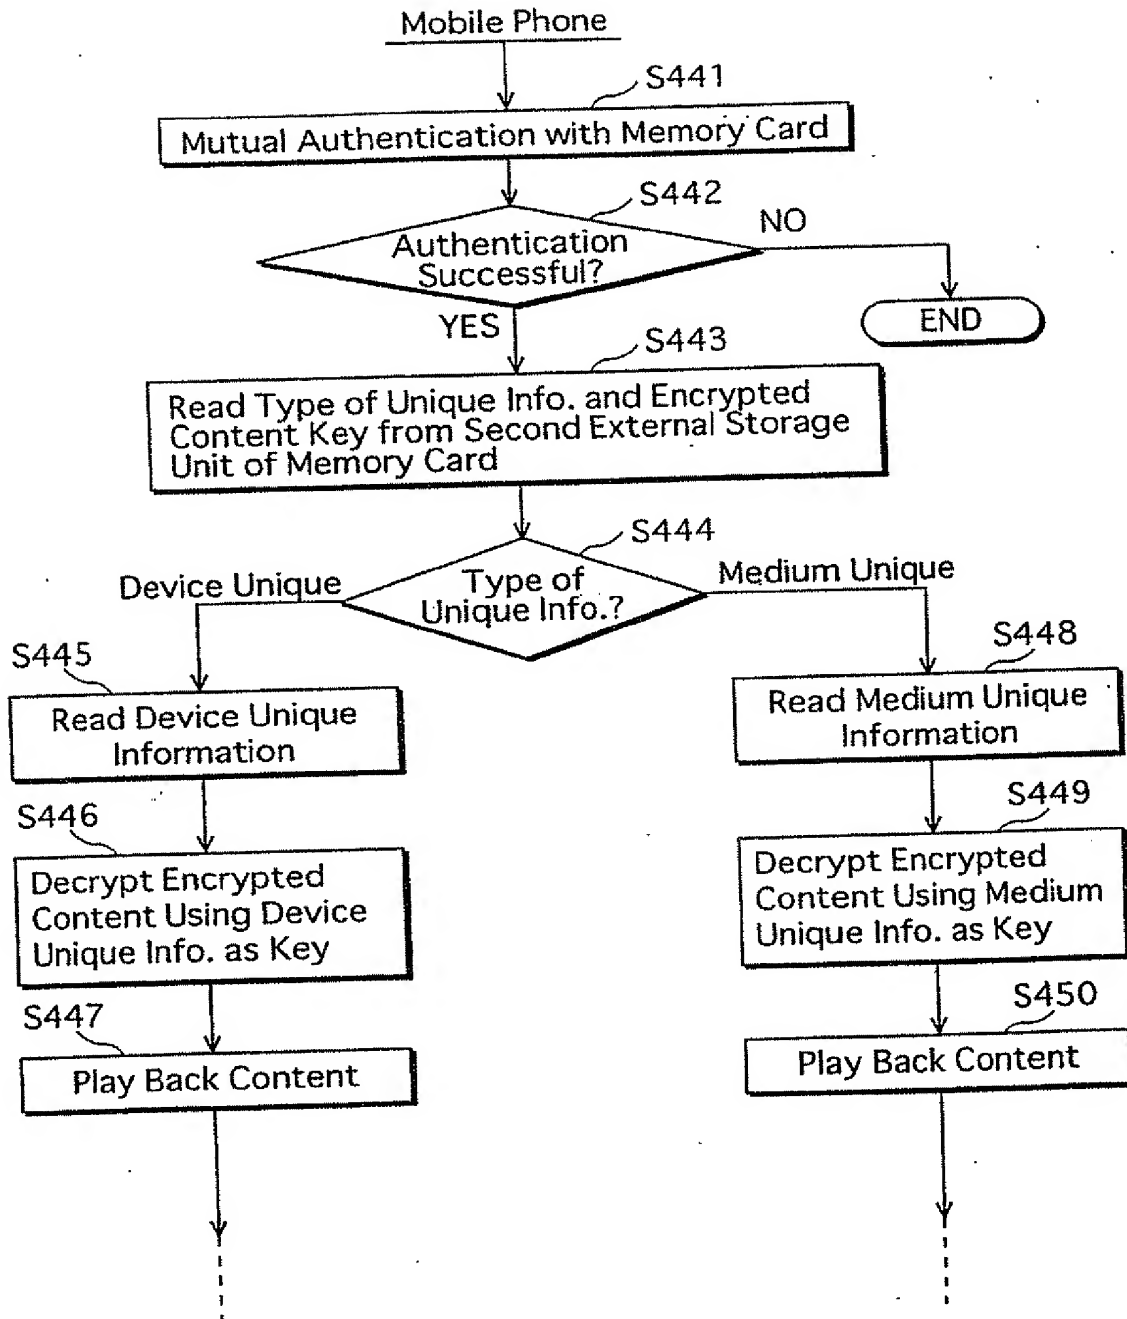 Mobile Phone
S441
Mutual Authentication with Memory Card
S442
Authentication
Successful?
NO
YES
END
S443
Read Type of Unique Info. and Encrypted
Content Key from Second External Storage
Unit of Memory Card
S444
Type of
Unique Info.?
Device Unique
Medium Unique
S445
Read Device Unique
Information
S446
Decrypt Encrypted
Content Using Device
Unique Info. as Key
S447
Play Back Content
S448
Read Medium Unique
Information
S449
Decrypt Encrypted
Content Using Medium
Unique Info. as Key
S450
Play Back Content